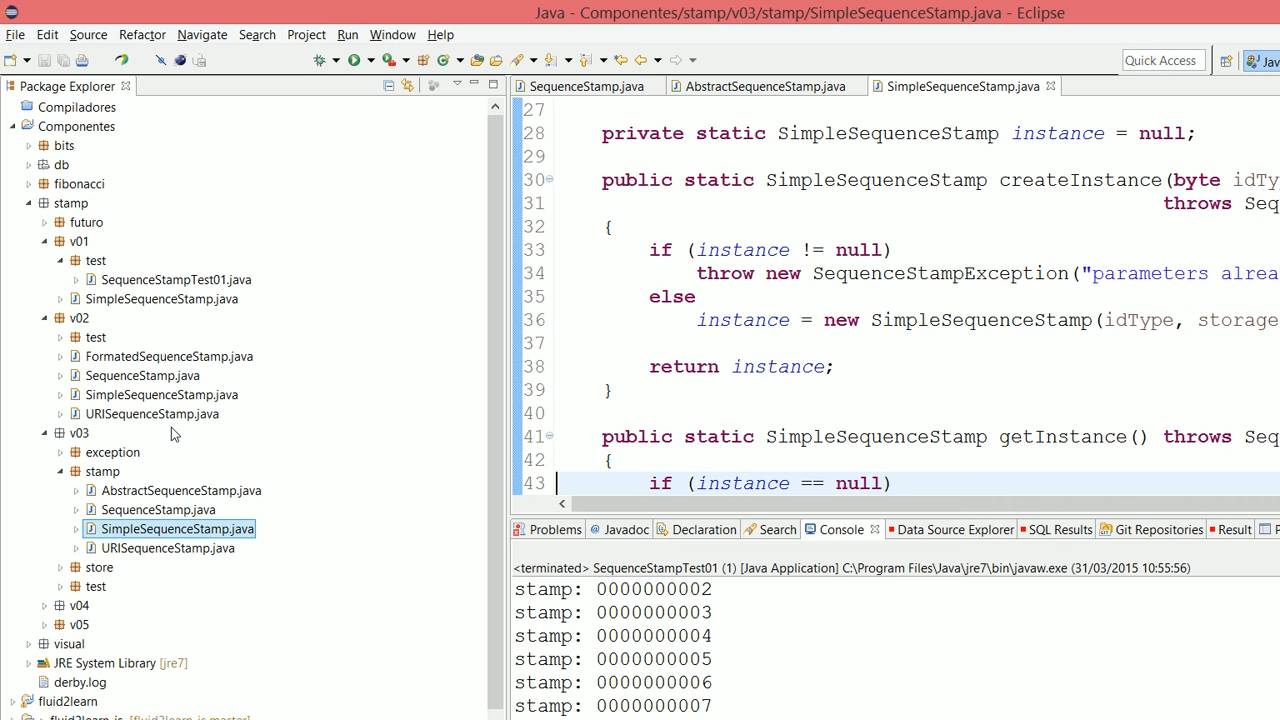 Java - Componentes/stamp/v03/stamp/SimpleSequenceStamp.java - Eclipse
File Edit Source Refactor Navigate Search Project Run Window Help
Quick Access
Package Explorer
SequenceStamp.java AbstractSequenceStamp.java SimpleSequenceStamp.java
Compiladores
Componentes
bits
db
fibonacci
stamp
futuro
v01
test
SequenceStampTest01.java
SimpleSequenceStamp.java
v02
test
FormatedSequenceStamp.java
SequenceStamp.java
SimpleSequenceStamp.java
URISequenceStamp.java
v03
exception
stamp
AbstractSequenceStamp.java
SequenceStamp.java
SimpleSequenceStamp.java
URISequenceStamp.java
store
test
v04
v05
visual
JRE System Library [jre7]
derby.log
fluid2learn
fluid2learn-js [fluid2learn-js master]
27
28 private static SimpleSequenceStamp instance = null;
29
30 public static SimpleSequenceStamp createInstance(byte idTy
31 throws Seq
32 {
33 if (instance != null)
34 throw new SequenceStampException("parameters alrea
35 else
36 instance = new SimpleSequenceStamp(idType, storage
37
38 return instance;
39 }
40
41 public static SimpleSequenceStamp getInstance() throws Seq
42 {
43 if (instance == null)
Problems Javadoc Declaration Search Console Data Source Explorer SQL Results Git Repositories Result
<terminated> SequenceStampTest01 (1) [Java Application] C:\Program Files\Java\jre7\bin\javaw.exe (31/03/2015 10:55:56)
stamp: 0000000002
stamp: 0000000003
stamp: 0000000004
stamp: 0000000005
stamp: 0000000006
stamp: 0000000007